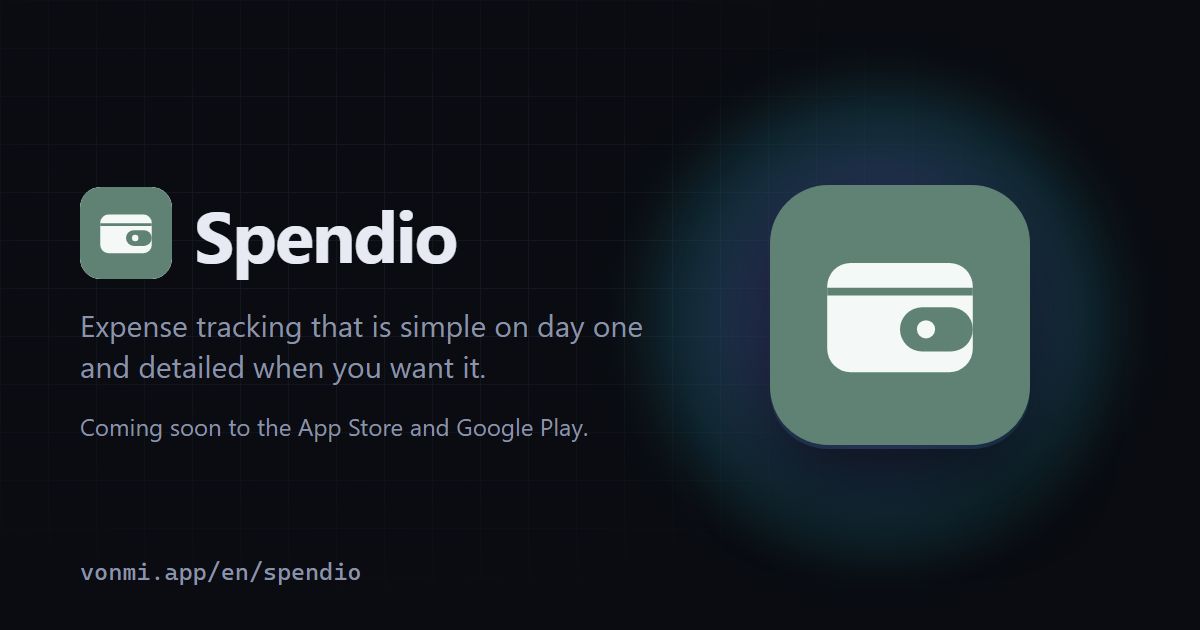 Spendio
Expense tracking that is simple on day one
and detailed when you want it.
Coming soon to the App Store and Google Play.
vonmi.app/en/spendio